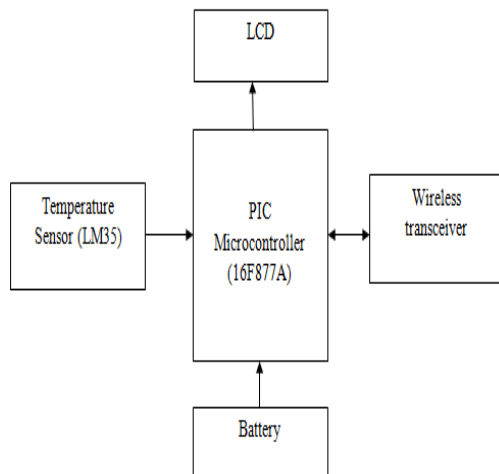 LCD
Temperature
Sensor (LM35)
PIC
Microcontroller
(16F877A)
Wireless
transceiver
Battery